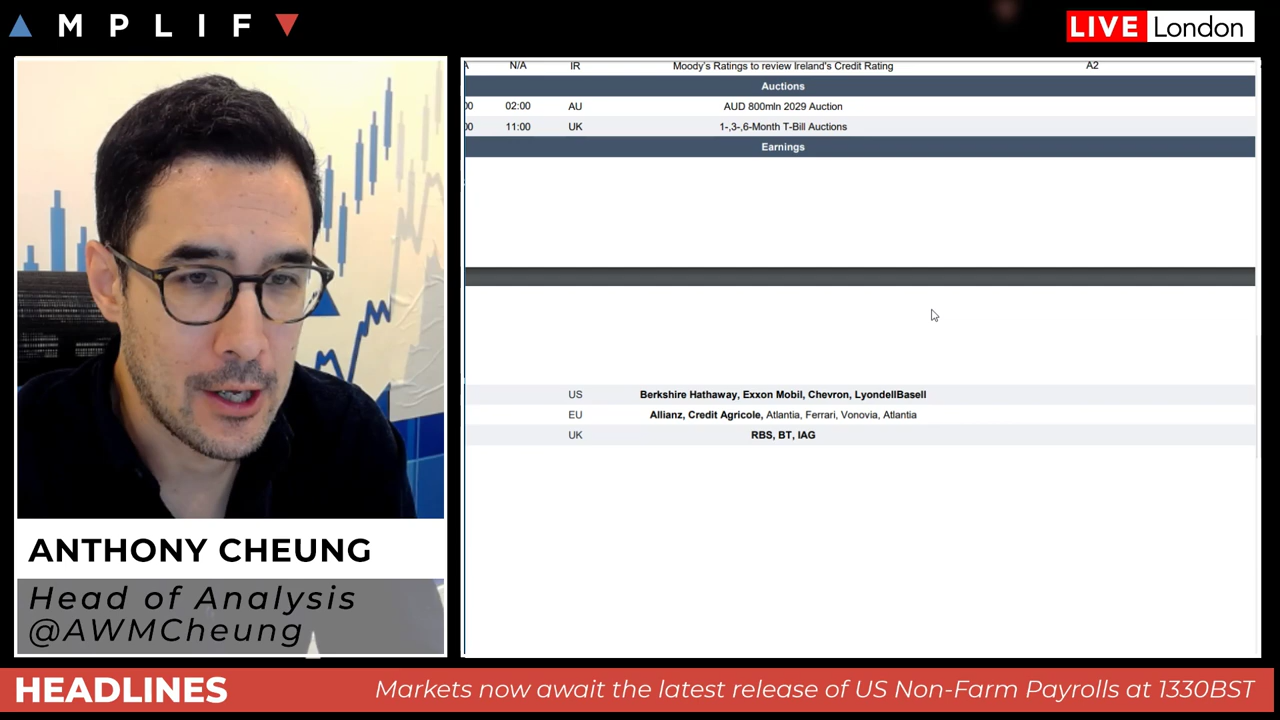 MPLIF
LIVE London
N/A IR Moody's Ratings to review Ireland's Credit Rating A2
Auctions
00 02:00 AU AUD 800mln 2029 Auction
00 11:00 UK 1-,3-,6-Month T-Bill Auctions
Earnings
US Berkshire Hathaway, Exxon Mobil, Chevron, LyondellBasell
EU Allianz, Credit Agricole, Atlantia, Ferrari, Vonovia, Atlantia
UK RBS, BT, IAG
ANTHONY CHEUNG
Head of Analysis
@AWMCheung
HEADLINES Markets now await the latest release of US Non-Farm Payrolls at 1330BST